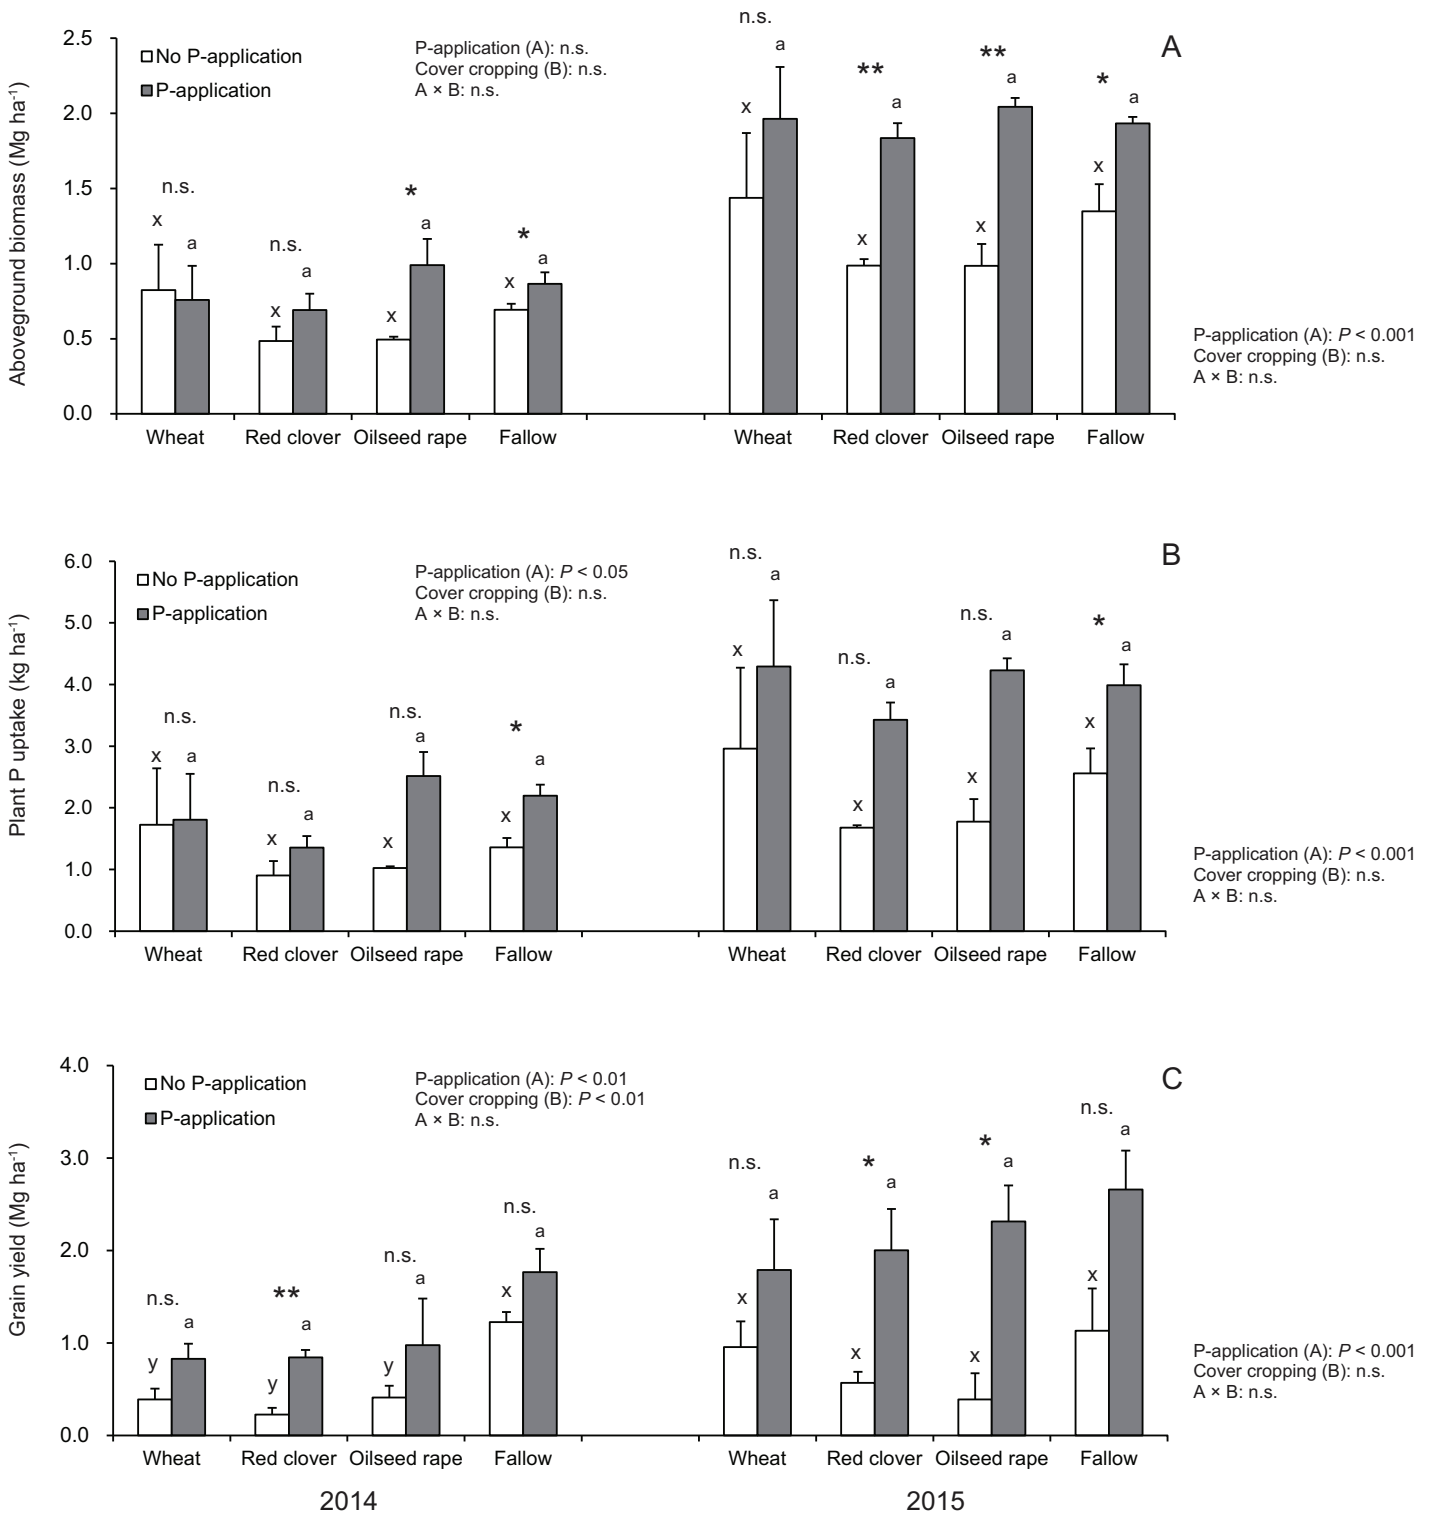 Aboveground biomass (Mg ha-1)
2.5
2.0
1.5
1.0
0.5
0.0
No P-application
P-application
P-application (A): n.s.
Cover cropping (B): n.s.
A × B: n.s.
A
n.s.
x
a
n.s.
x
a
*
x
a
*
x
a
n.s.
x
a
**
x
a
**
x
a
*
x
a
P-application (A): P < 0.001
Cover cropping (B): n.s.
A × B: n.s.
Wheat Red clover Oilseed rape Fallow Wheat Red clover Oilseed rape Fallow
Plant P uptake (kg ha-1)
6.0
5.0
4.0
3.0
2.0
1.0
0.0
No P-application
P-application
P-application (A): P < 0.05
Cover cropping (B): n.s.
A × B: n.s.
B
n.s.
x
a
n.s.
x
a
n.s.
x
a
*
x
a
n.s.
x
a
n.s.
x
a
n.s.
x
a
*
x
a
P-application (A): P < 0.001
Cover cropping (B): n.s.
A × B: n.s.
Wheat Red clover Oilseed rape Fallow Wheat Red clover Oilseed rape Fallow
Grain yield (Mg ha-1)
4.0
3.0
2.0
1.0
0.0
No P-application
P-application
P-application (A): P < 0.01
Cover cropping (B): P < 0.01
A × B: n.s.
C
n.s.
y
a
**
y
a
n.s.
y
a
n.s.
x
a
n.s.
x
a
*
x
a
*
x
a
n.s.
x
a
P-application (A): P < 0.001
Cover cropping (B): n.s.
A × B: n.s.
Wheat Red clover Oilseed rape Fallow Wheat Red clover Oilseed rape Fallow
2014 2015